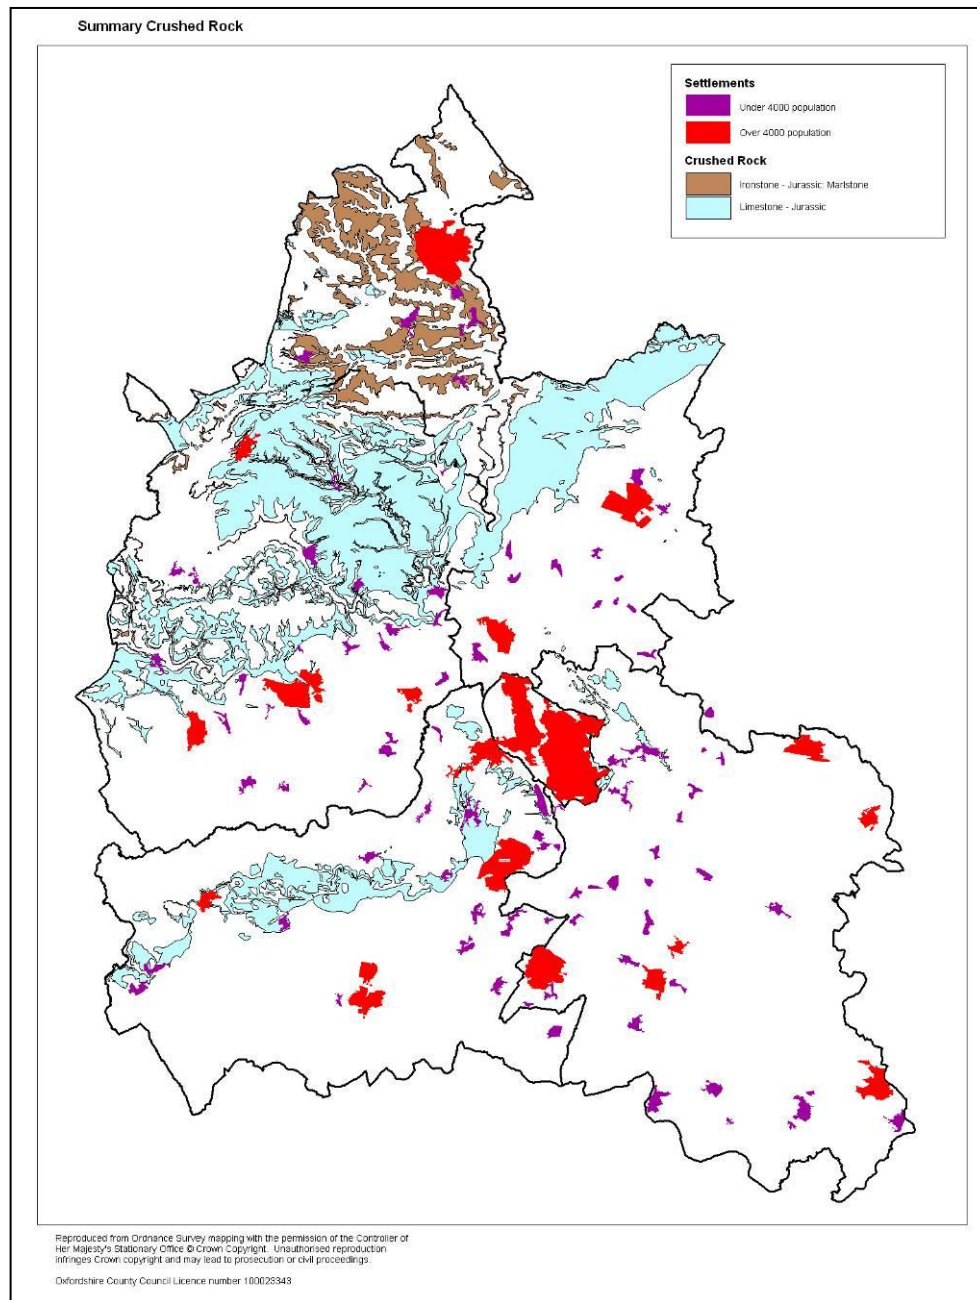 Summary Crushed Rock
Settlements
Under 4000 population
Over 4000 population
Crushed Rock
Ironstone - Jurassic: Marlstone
Limestone - Jurassic
Reproduced from Ordnance Survey mapping with the permission of the Controller of
Her Majesty's Stationary Office © Crown Copyright. Unauthorised reproduction
infringes Crown copyright and may lead to prosecution or civil proceedings.
Oxfordshire County Council Licence number 100023343